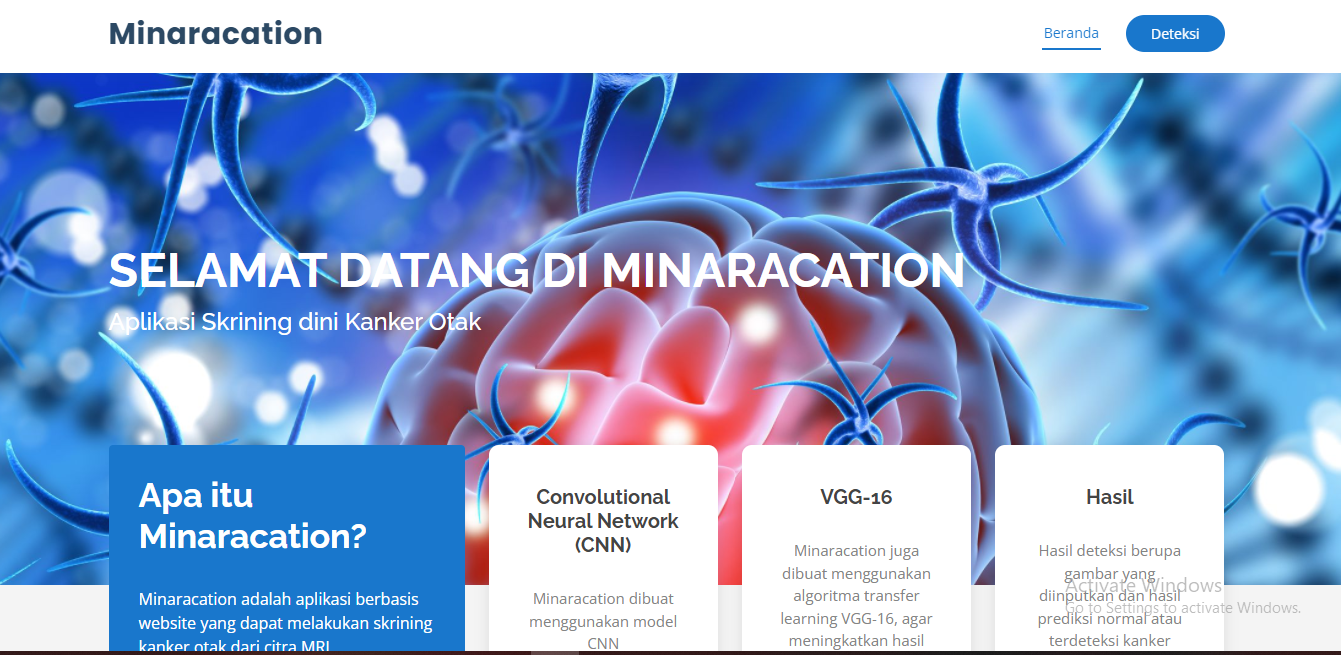 Minaracation
Beranda
Deteksi
SELAMAT DATANG DI MINARACATION
Aplikasi Skrining dini Kanker Otak
Apa itu
Minaracation?
Minaracation adalah aplikasi berbasis
website yang dapat melakukan skrining
kanker otak dari citra MRI
Convolutional
Neural Network
(CNN)
Minaracation dibuat
menggunakan model
CNN
VGG-16
Minaracation juga
dibuat menggunakan
algoritma transfer
learning VGG-16, agar
meningkatkan hasil
Hasil
Hasil deteksi berupa
gambar yang
diinputkan dan hasil
prediksi normal atau
terdeteksi kanker
Activate Windows
Go to Settings to activate Windows.